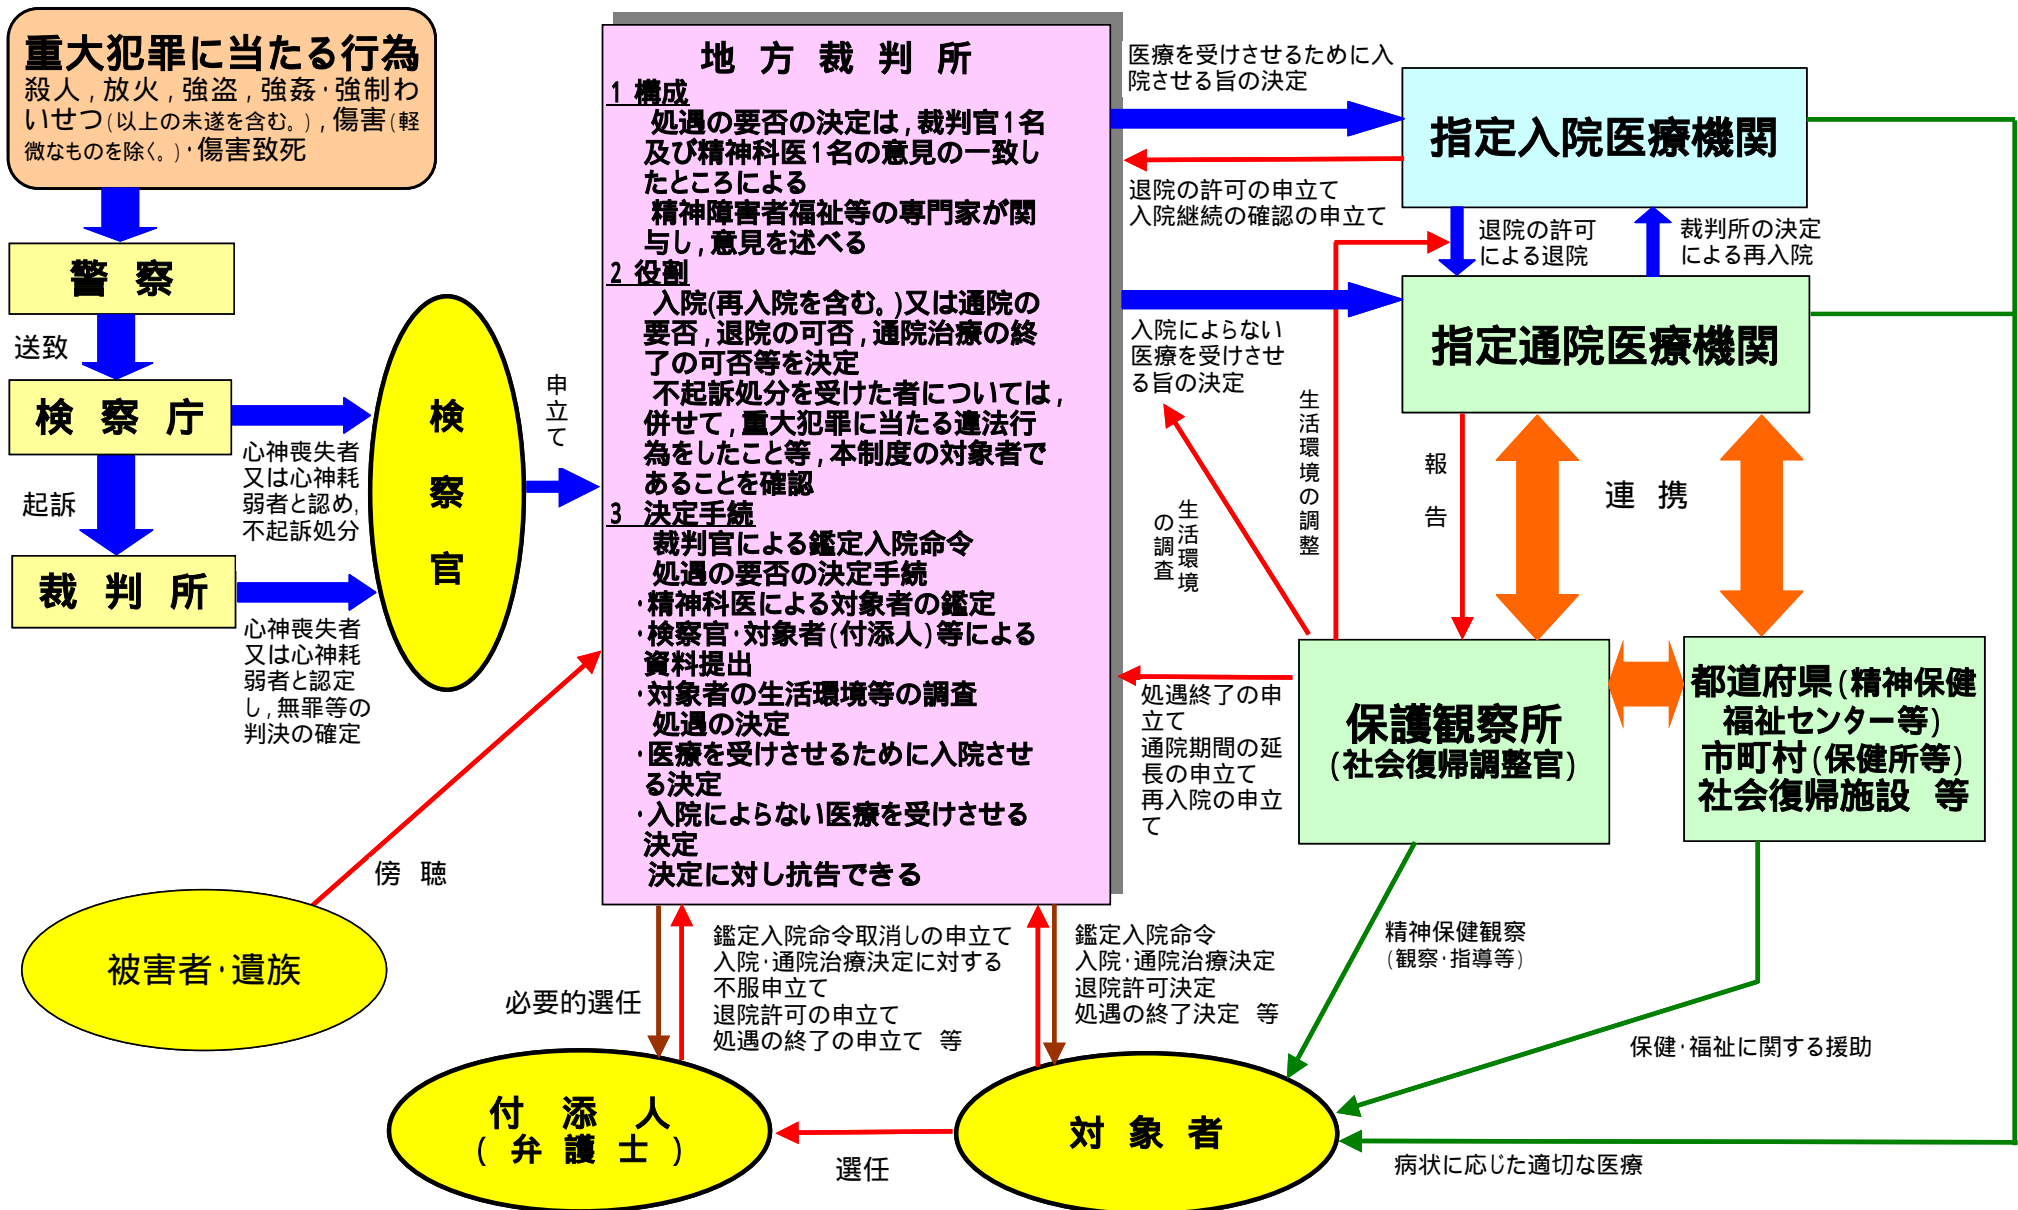 重大犯罪に当たる行為
殺人，放火，強盗，強姦・強制わ
いせつ（以上の未遂を含む。），傷害（軽
微なものを除く。）・傷害致死
警 察
送致
検 察 庁
起訴
裁 判 所
心神喪失者
又は心神耗
弱者と認め，
不起訴処分
心神喪失者
又は心神耗
弱者と認定
し，無罪等の
判決の確定
検察官
申立て
被害者・遺族
傍 聴
地 方 裁 判 所
1 構成
処遇の要否の決定は，裁判官1名
及び精神科医1名の意見の一致し
たところによる
精神障害者福祉等の専門家が関
与し，意見を述べる
2 役割
入院（再入院を含む。）又は通院の
要否，退院の可否，通院治療の終
了の可否等を決定
不起訴処分を受けた者については，
併せて，重大犯罪に当たる違法行
為をしたこと等，本制度の対象者で
あることを確認
3 決定手続
裁判官による鑑定入院命令
処遇の要否の決定手続
・精神科医による対象者の鑑定
・検察官・対象者（付添人）等による
資料提出
・対象者の生活環境等の調査
処遇の決定
・医療を受けさせるために入院させ
る決定
・入院によらない医療を受けさせる
決定
決定に対し抗告できる
医療を受けさせるために入
院させる旨の決定
指定入院医療機関
退院の許可の申立て
入院継続の確認の申立て
退院の許可
による退院
裁判所の決定
による再入院
指定通院医療機関
入院によらない
医療を受けさせ
る旨の決定
生活環境の調整
生活環境
の調査
報 告
連 携
処遇終了の申
立て
通院期間の延
長の申立て
再入院の申立
て
保護観察所
（社会復帰調整官）
都道府県（精神保健
福祉センター等）
市町村（保健所等）
社会復帰施設 等
必要的選任
鑑定入院命令取消しの申立て
入院・通院治療決定に対する
不服申立て
退院許可の申立て
処遇の終了の申立て 等
鑑定入院命令
入院・通院治療決定
退院許可決定
処遇の終了決定 等
精神保健観察
（観察・指導等）
保健・福祉に関する援助
付 添 人
（ 弁 護 士 ）
選任
対 象 者
病状に応じた適切な医療